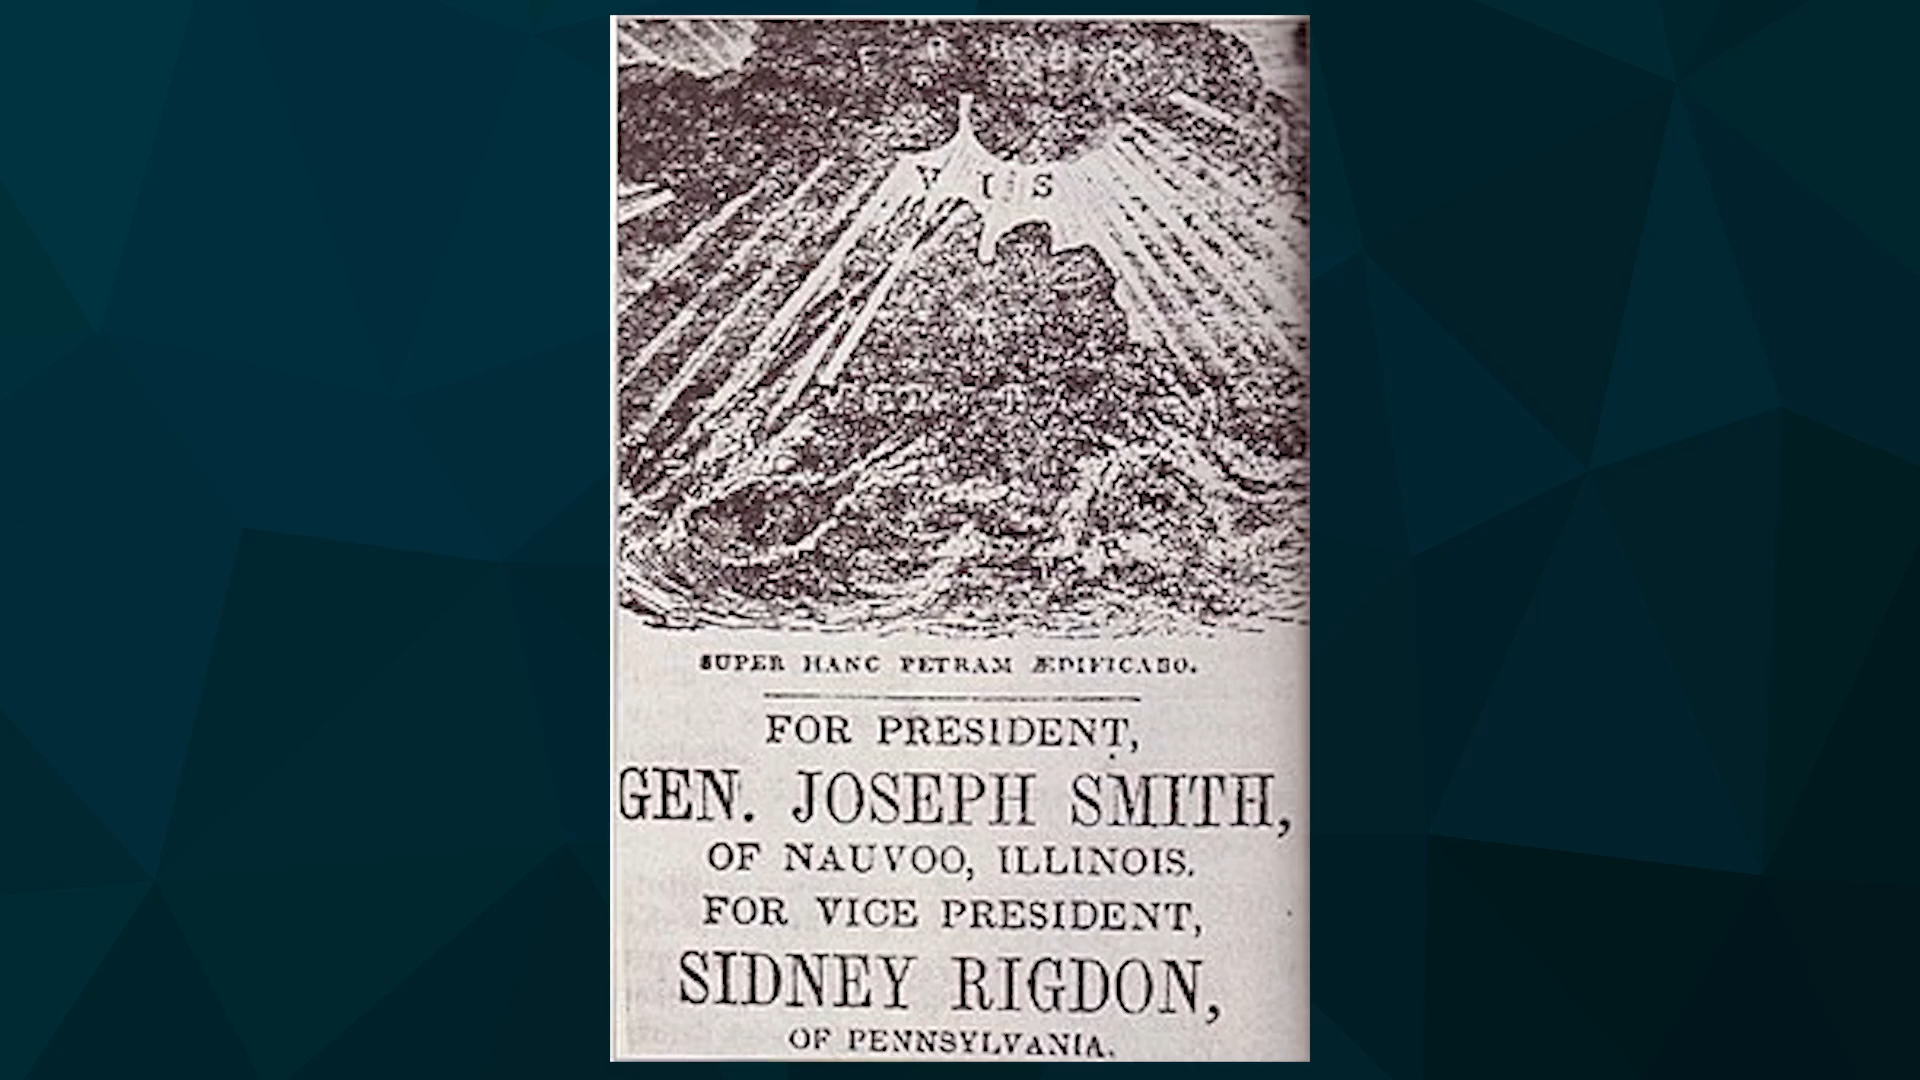 V I S
SUPER HANC PETRAM ÆDIFICABO.
FOR PRESIDENT,
GEN. JOSEPH SMITH,
OF NAUVOO, ILLINOIS.
FOR VICE PRESIDENT,
SIDNEY RIGDON,
OF PENNSYLVANIA.